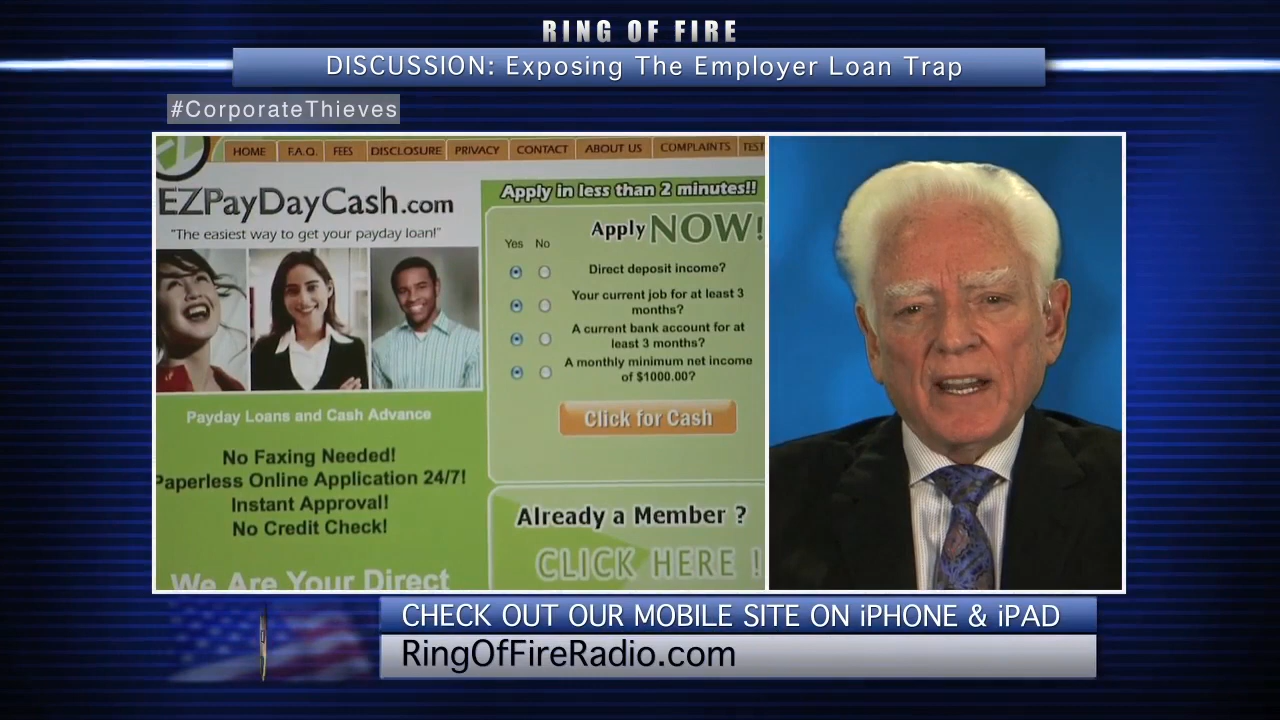 RING OF FIRE
DISCUSSION: Exposing The Employer Loan Trap
#CorporateThieves
HOME F.A.Q. FEES DISCLOSURE PRIVACY CONTACT ABOUT US COMPLAINTS TEST
EZPayDayCash.com
"The easiest way to get your payday loan!"
Payday Loans and Cash Advance
No Faxing Needed!
Paperless Online Application 24/7!
Instant Approval!
No Credit Check!
We Are Your Direct
Apply in less than 2 minutes!!
Apply NOW!
Yes No
Direct deposit income?
Your current job for at least 3
months?
A current bank account for at
least 3 months?
A monthly minimum net income
of $1000.00?
Click for Cash
Already a Member ?
CLICK HERE !
CHECK OUT OUR MOBILE SITE ON iPHONE & iPAD
RingOfFireRadio.com